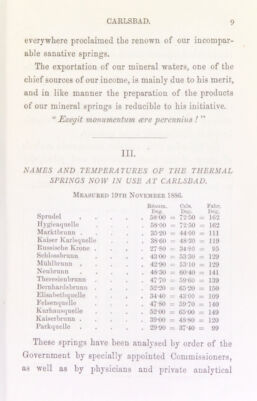 CARLSBAD. 9
everywhere proclaimed the renown of our incompar-
able sanative springs.
The exportation of our mineral waters, one of the
chief sources of our income, is mainly due to his merit,
and in like manner the preparation of the products
of our mineral springs is reducible to his initiative.
"Exegit monumentum ære perennius!"
III.
NAMES AND TEMPERATURES OF THE THERMAL
SPRINGS NOW IN USE AT CARLSBAD.
MEASURED 19TH NOVEMBER 1886.
Réaum. Cels. Fahr.
Deg. Deg. Deg.
Sprudel . . . . 58·00 = 72·50 = 162
Hygieaquelle . . . . 58·00 = 72·50 = 162
Marktbrunn . . . . 35·20 = 44·00 = 111
Kaiser Karlsquelle . . . 38·60 = 48·20 = 119
Russische Krone . . . . 27·80 = 34·80 = 95
Schlossbrunn . . . . 43·00 = 53·30 = 129
Mühlbrunn . . . . 42·90 = 53·10 = 129
Neubrunn . . . . 48·30 = 60·40 = 141
Theresienbrunn . . . . 47·70 = 59·60 = 139
Bernhardsbrunn . . . . 52·20 = 65·20 = 150
Elisabethquelle . . . . 34·40 = 43·00 = 109
Felsenquelle . . . . 47·80 = 59·70 = 140
Kurhausquelle . . . . 52·00 = 65·00 = 149
Kaiserbrunn . . . . 39·00 = 48·80 = 120
Parkquelle . . . . 29·90 = 37·40 = 99
These springs have been analysed by order of the
Government by specially appointed Commissioners,
as well as by physicians and private analytical